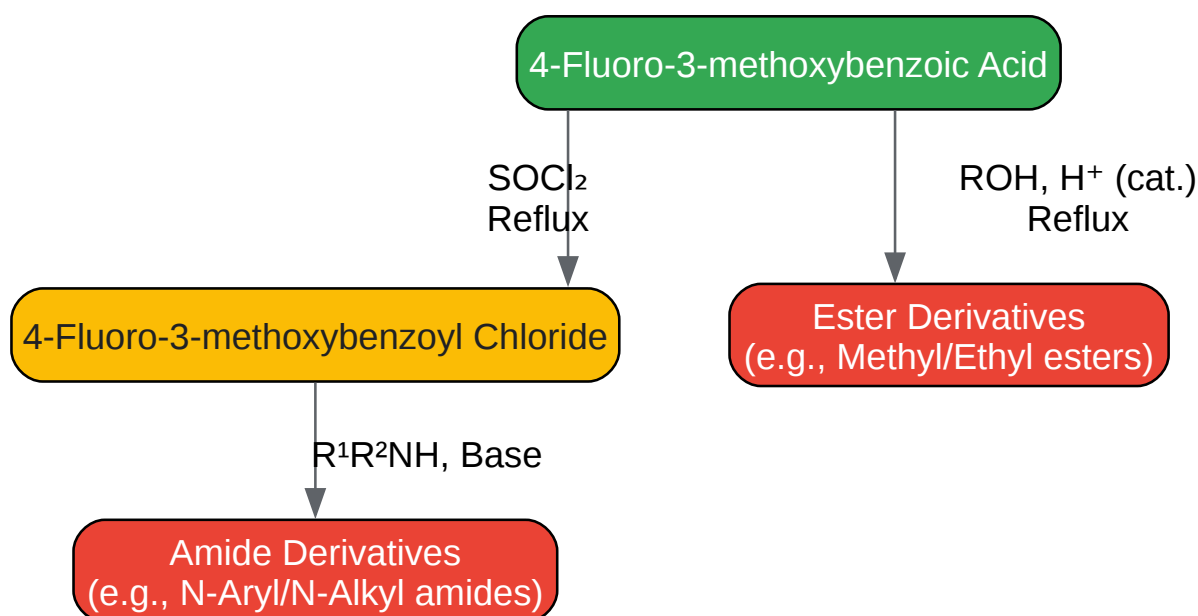 4-Fluoro-3-methoxybenzoic Acid
SOCl₂
Reflux
ROH, H⁺ (cat.)
Reflux
4-Fluoro-3-methoxybenzoyl Chloride
Ester Derivatives
(e.g., Methyl/Ethyl esters)
R¹R²NH, Base
Amide Derivatives
(e.g., N-Aryl/N-Alkyl amides)